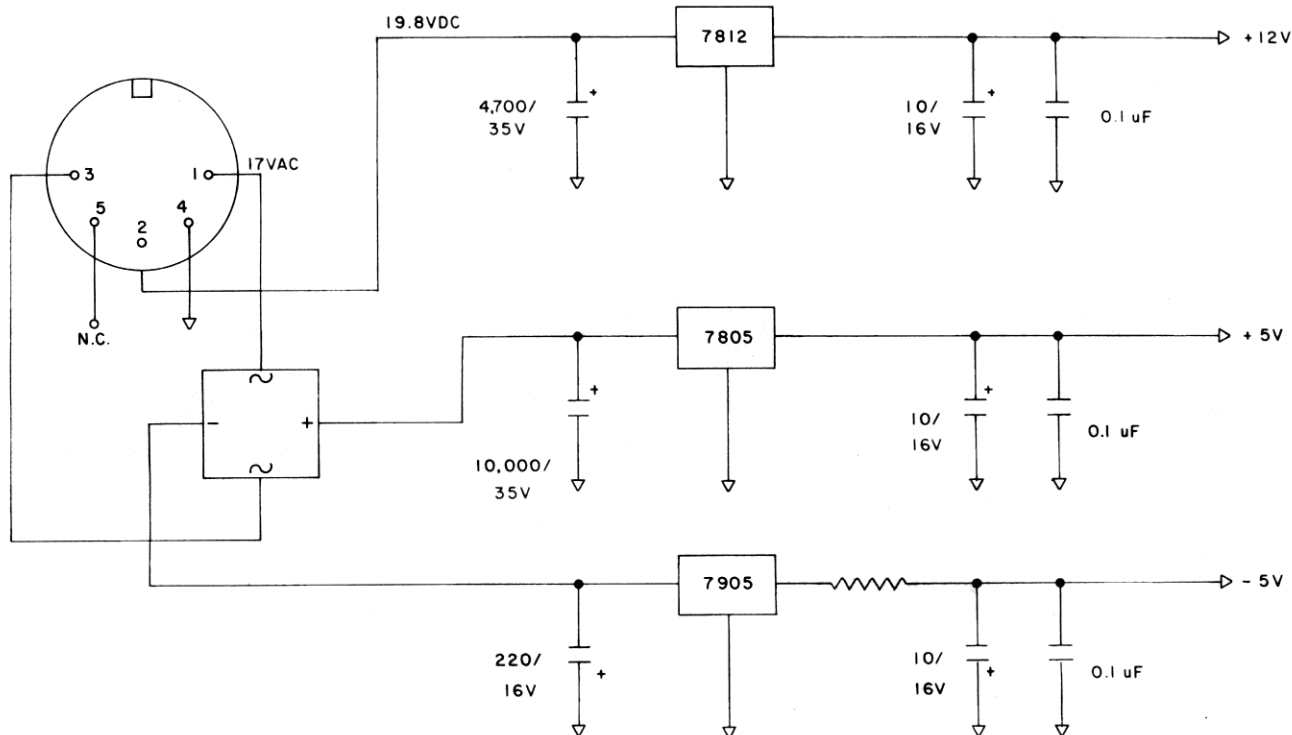 19.8VDC
7812
+12V
4,700/
35V
+
10/
16V
+
0.1 uF
17VAC
3
1
5
4
2
N.C.
7805
+ 5V
~
-
+
~
10,000/
35V
+
10/
16V
+
0.1 uF
7905
- 5V
220/
16V
+
10/
16V
+
0.1 uF